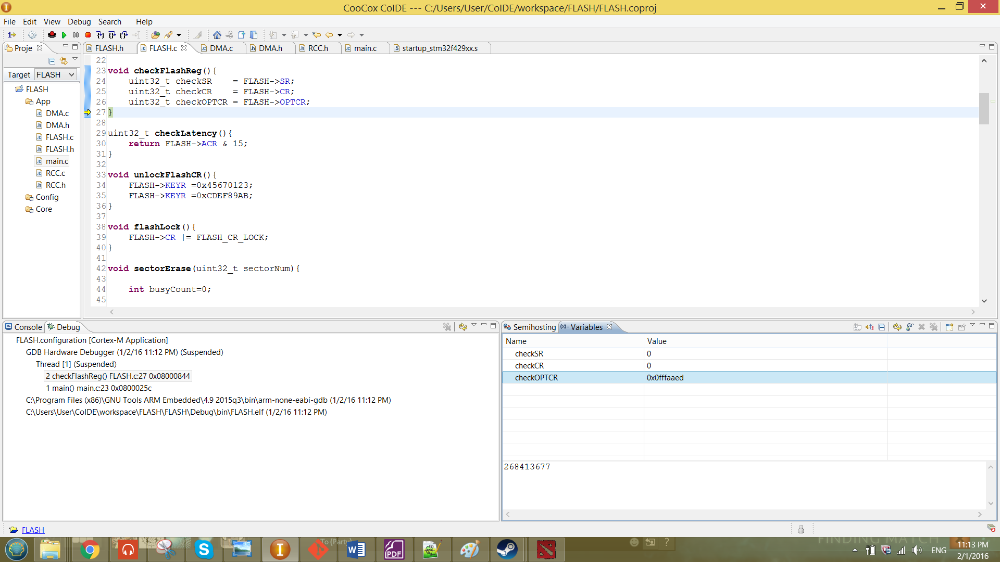 CooCox CoIDE --- C:/Users/User/CoIDE/workspace/FLASH/FLASH.coproj
File Edit View Debug Search Help
Proje
FLASH.h FLASH.c DMA.c DMA.h RCC.h main.c startup_stm32f429xx.s
Target FLASH
FLASH
App
DMA.c
DMA.h
FLASH.c
FLASH.h
main.c
RCC.c
RCC.h
Config
Core
22
23 void checkFlashReg(){
24 uint32_t checkSR = FLASH->SR;
25 uint32_t checkCR = FLASH->CR;
26 uint32_t checkOPTCR = FLASH->OPTCR;
27 }
28
29 uint32_t checkLatency(){
30 return FLASH->ACR & 15;
31 }
32
33 void unlockFlashCR(){
34 FLASH->KEYR =0x45670123;
35 FLASH->KEYR =0xCDEF89AB;
36 }
37
38 void flashLock(){
39 FLASH->CR |= FLASH_CR_LOCK;
40 }
41
42 void sectorErase(uint32_t sectorNum){
43
44 int busyCount=0;
45
Console Debug
FLASH.configuration [Cortex-M Application]
GDB Hardware Debugger (1/2/16 11:12 PM) (Suspended)
Thread [1] (Suspended)
2 checkFlashReg() FLASH.c:27 0x08000844
1 main() main.c:23 0x0800025c
C:\Program Files (x86)\GNU Tools ARM Embedded\4.9 2015q3\bin\arm-none-eabi-gdb (1/2/16 11:12 PM)
C:\Users\User\CoIDE\workspace\FLASH\FLASH\Debug\bin\FLASH.elf (1/2/16 11:12 PM)
Semihosting Variables
Name Value
checkSR 0
checkCR 0
checkOPTCR 0x0fffaaed
268413677
FLASH
To (Party)
FINDING MATCH
PDF
ENG
11:13 PM
2/1/2016